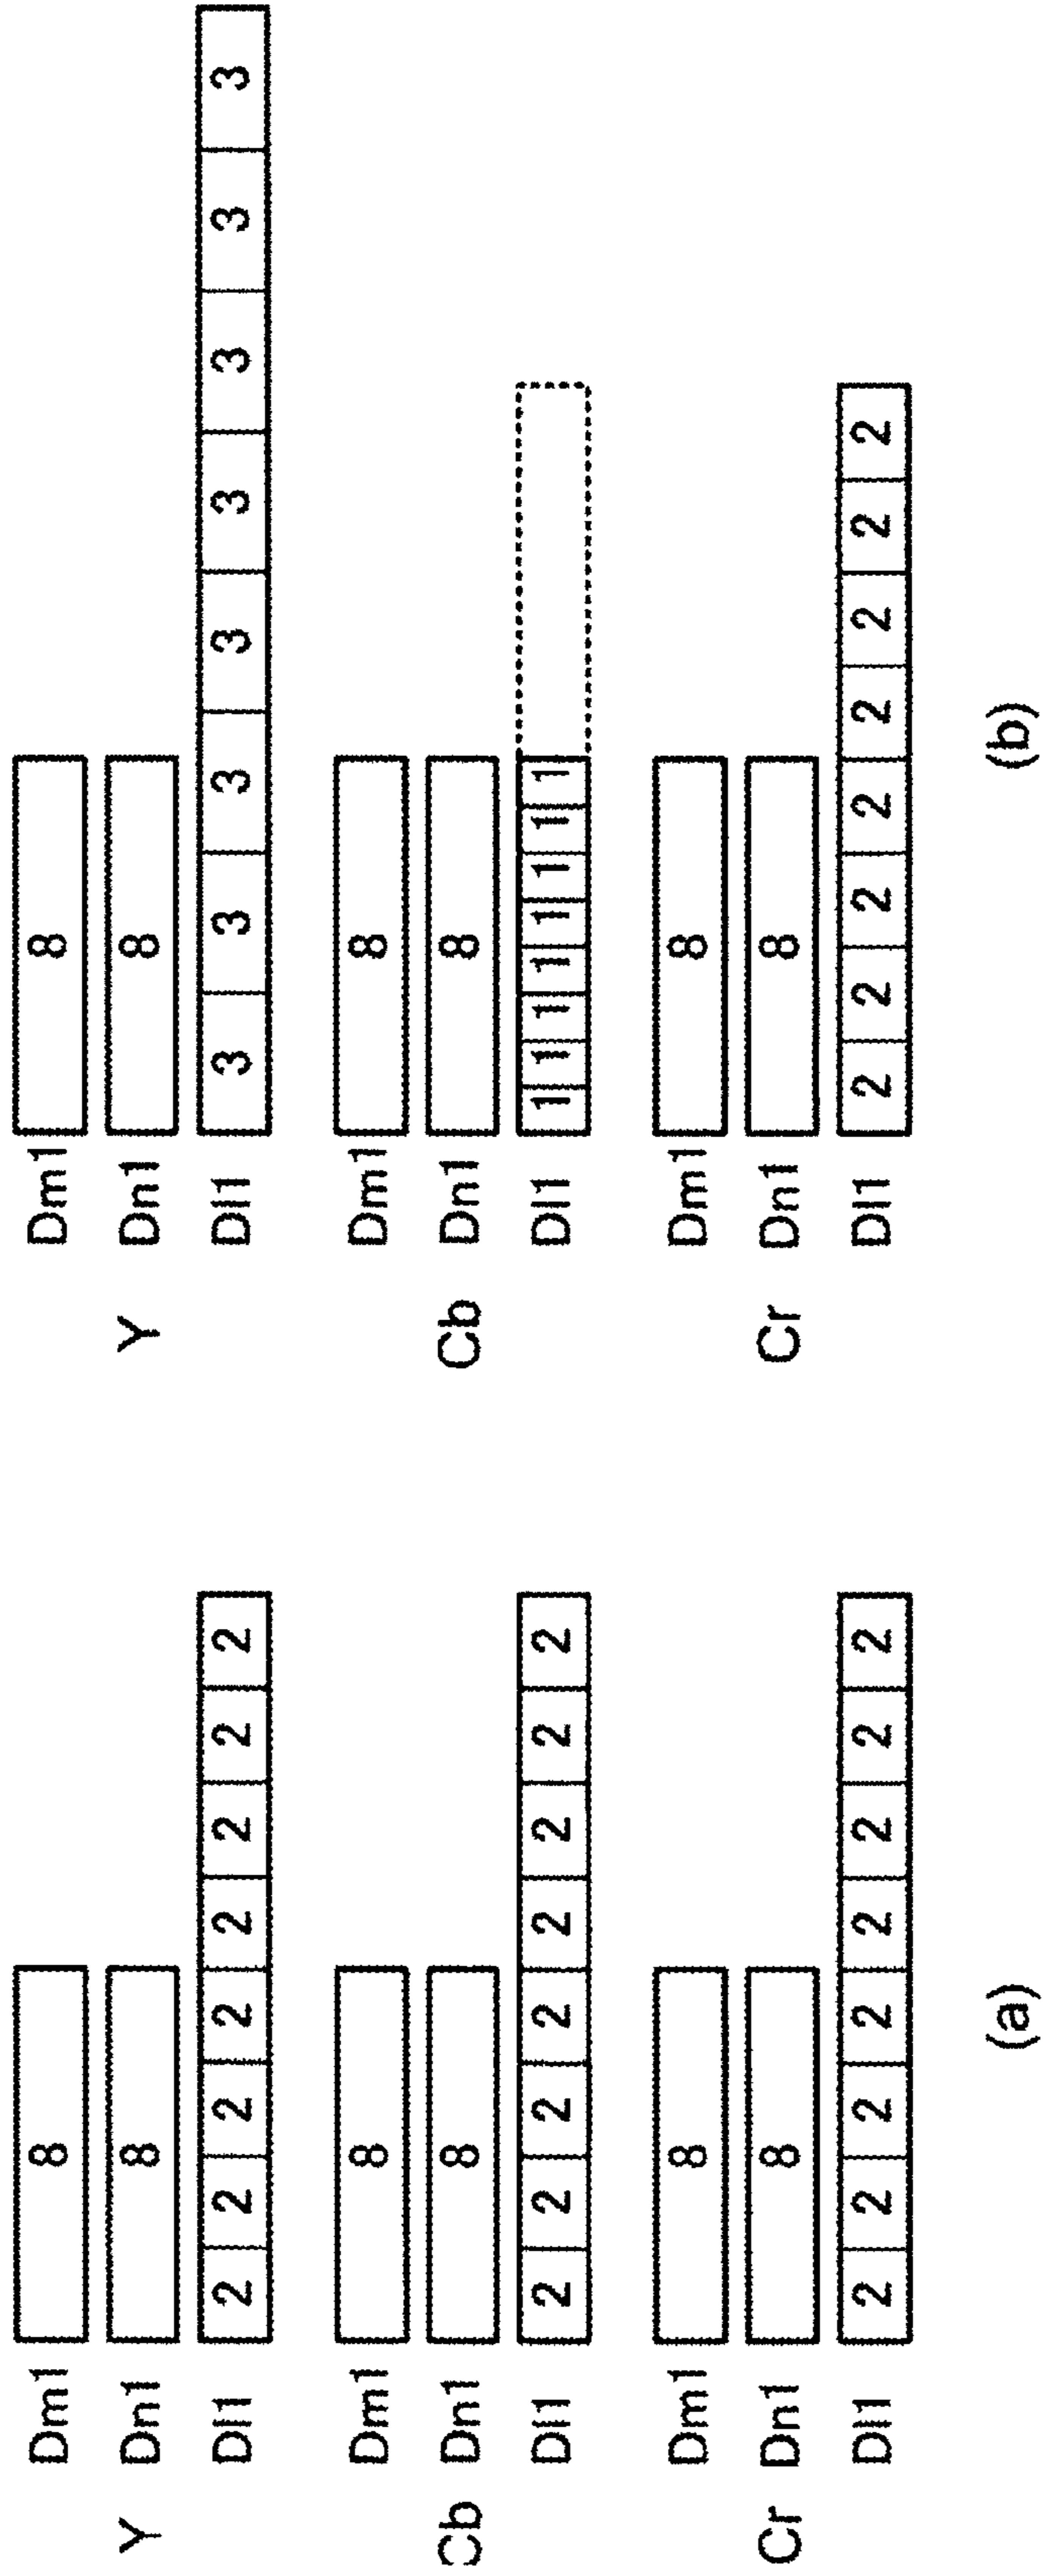 Dm1 8
Y Dn1 8
Dl1 2 2 2 2 2 2 2 2
Dm1 8
Cb Dn1 8
Dl1 2 2 2 2 2 2 2 2
Dm1 8
Cr Dn1 8
Dl1 2 2 2 2 2 2 2 2
(a)
Dm1 8
Y Dn1 8
Dl1 3 3 3 3 3 3 3 3
Dm1 8
Cb Dn1 8
Dl1 1 1 1 1 1 1 1 1
Dm1 8
Cr Dn1 8
Dl1 2 2 2 2 2 2 2 2
(b)